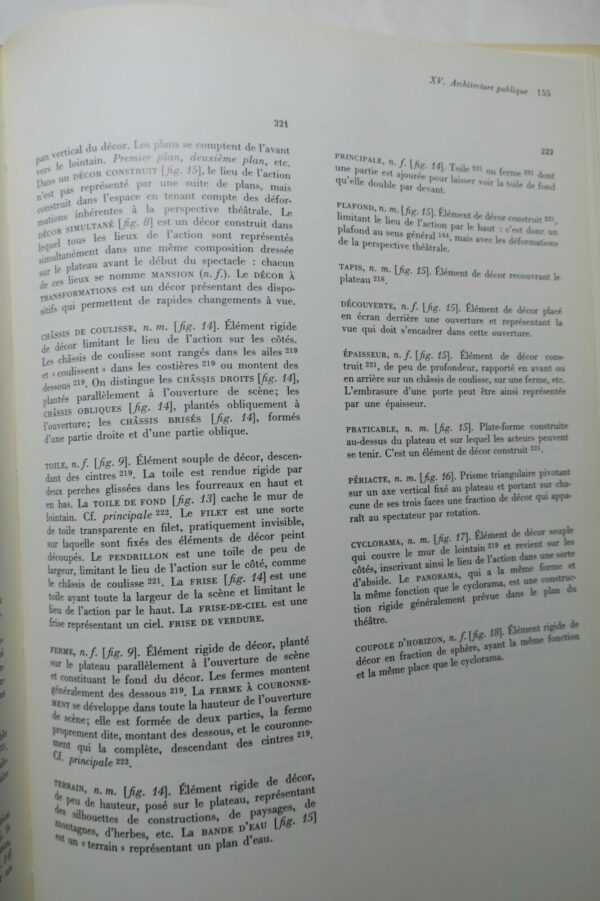 XV. Architecture publique 155
221
pan vertical du décor. Les plans se comptent de l'avant
vers le lointain. Premier plan, deuxième plan, etc.
Dans un DÉCOR CONSTRUIT [fig. 15], le lieu de l'action
n'est pas représenté par une suite de plans, mais
construit dans l'espace en tenant compte des défor-
mations inhérentes à la perspective théâtrale. Le
DÉCOR SIMULTANÉ [fig. 8] est un décor construit dans
lequel tous les lieux de l'action sont représentés
simultanément dans une même composition dressée
sur le plateau avant le début du spectacle : chacun
de ces lieux se nomme MANSION (n. f.). Le DÉCOR À
TRANSFORMATIONS est un décor présentant des dispo-
sitifs qui permettent de rapides changements à vue.
CHÂSSIS DE COULISSE, n. m. [fig. 14]. Élément rigide
de décor limitant le lieu de l'action sur les côtés.
Les châssis de coulisse sont rangés dans les ailes 219
et « coulissent » dans les costières 219 ou montent des
dessous 219. On distingue les CHÂSSIS DROITS [fig. 14],
plantés parallèlement à l'ouverture de scène; les
CHÂSSIS OBLIQUES [fig. 14], plantés obliquement à
l'ouverture; les CHÂSSIS BRISÉS [fig. 14], formés
d'une partie droite et d'une partie oblique.
TOILE, n. f. [fig. 9]. Élément souple de décor, descen-
dant des cintres 219. La toile est rendue rigide par
deux perches glissées dans les fourreaux en haut et
en bas. La TOILE DE FOND [fig. 13] cache le mur de
lointain. Cf. principale 222. Le FILET est une sorte
de toile transparente en filet, pratiquement invisible,
sur laquelle sont fixés des éléments de décor peint
découpés. Le PENDRILLON est une toile de peu de
largeur, limitant le lieu de l'action sur le côté, comme
le châssis de coulisse 221. La FRISE [fig. 14] est une
toile ayant toute la largeur de la scène et limitant le
lieu de l'action par le haut. La FRISE-DE-CIEL est une
frise représentant un ciel. FRISE DE VERDURE.
FERME, n. f. [fig. 9]. Élément rigide de décor, planté
sur le plateau parallèlement à l'ouverture de scène
et constituant le fond du décor. Les fermes montent
généralement des dessous 219. La FERME À COURONNE-
MENT se développe dans toute la hauteur de l'ouverture
de scène; elle est formée de deux parties, la ferme
proprement dite, montant des dessous, et le couronne-
ment qui la complète, descendant des cintres 219.
Cf. principale 222.
TERRAIN, n. m. [fig. 14]. Élément rigide de décor,
de peu de hauteur, posé sur le plateau, représentant
des silhouettes de constructions, de paysages, de
montagnes, d'herbes, etc. La BANDE D'EAU [fig. 15]
est un « terrain » représentant un plan d'eau.
222
PRINCIPALE, n. f. [fig. 14]. Toile 221 ou ferme 221 dont
une partie est ajourée pour laisser voir la toile de fond
qu'elle double par devant.
PLAFOND, n. m. [fig. 15]. Élément de décor construit 221,
limitant le lieu de l'action par le haut : c'est donc un
plafond au sens général 144, mais avec les déformations
de la perspective théâtrale.
TAPIS, n. m. [fig. 15]. Élément de décor recouvrant le
plateau 218.
DÉCOUVERTE, n. f. [fig. 15]. Élément de décor placé
en écran derrière une ouverture et représentant la
vue qui doit s'encadrer dans cette ouverture.
ÉPAISSEUR, n. f. [fig. 15]. Élément de décor cons-
truit 221, de peu de profondeur, rapporté en avant ou
en arrière sur un châssis de coulisse, sur une ferme, etc.
L'embrasure d'une porte peut être ainsi représentée
par une épaisseur.
PRATICABLE, n. m. [fig. 15]. Plate-forme construite
au-dessus du plateau et sur lequel les acteurs peuvent
se tenir. C'est un élément de décor construit 221.
PÉRIACTE, n. m. [fig. 16]. Prisme triangulaire pivotant
sur un axe vertical fixé au plateau et portant sur cha-
cune de ses trois faces une fraction de décor qui appa-
raît au spectateur par rotation.
CYCLORAMA, n. m. [fig. 17]. Élément de décor souple
qui couvre le mur de lointain 219 et revient sur les
côtés, inscrivant ainsi le lieu de l'action dans une sorte
d'abside. Le PANORAMA, qui a la même forme et
la même fonction que le cyclorama, est une construc-
tion rigide généralement prévue dans le plan du
théâtre.
COUPOLE D'HORIZON, n. f. [fig. 18]. Élément rigide de
décor en fraction de sphère, ayant la même fonction
et la même place que le cyclorama.